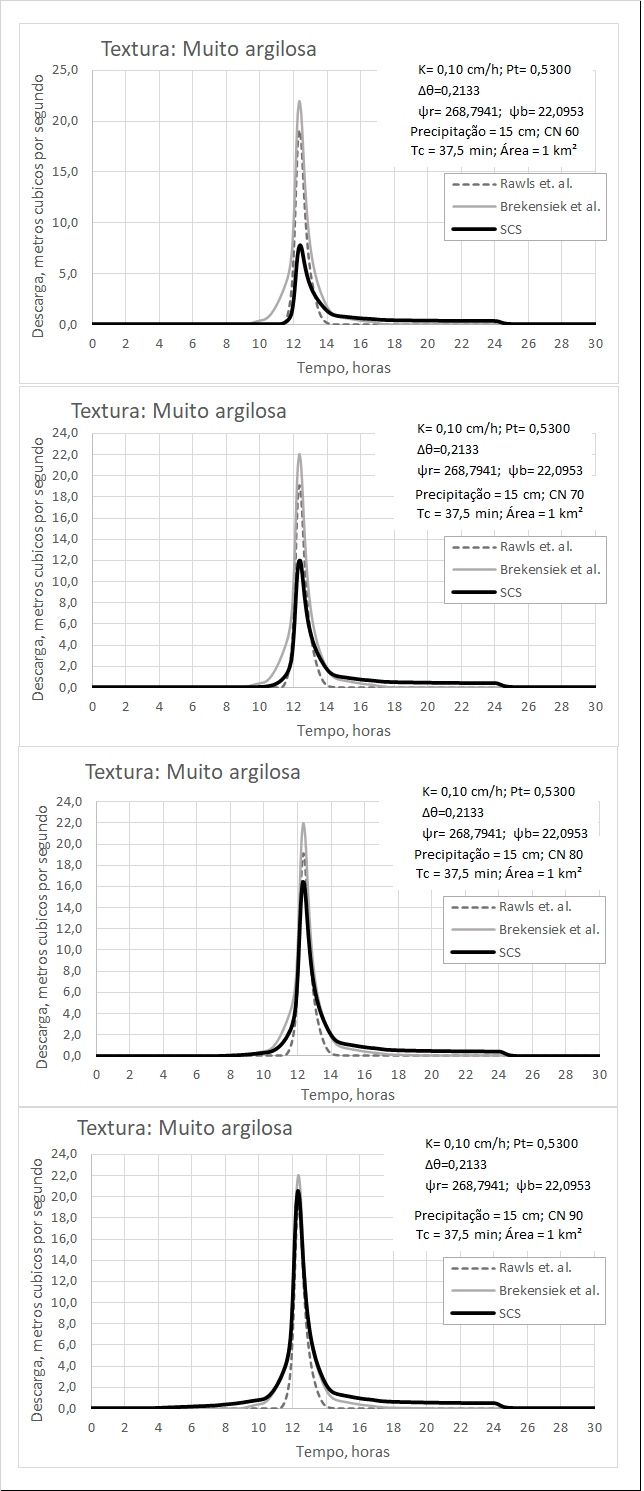 Textura: Muito argilosa
K= 0,10 cm/h; Pt= 0,5300
Δθ=0,2133
ψr= 268,7941; ψb= 22,0953
Precipitação = 15 cm; CN 60
Tc = 37,5 min; Área = 1 km²
Rawls et. al.
Brekensiek et al.
SCS
Descarga, metros cubicos por segundo
25,0
20,0
15,0
10,0
5,0
0,0
0 2 4 6 8 10 12 14 16 18 20 22 24 26 28 30
Tempo, horas
Textura: Muito argilosa
K= 0,10 cm/h; Pt= 0,5300
Δθ=0,2133
ψr= 268,7941; ψb= 22,0953
Precipitação = 15 cm; CN 70
Tc = 37,5 min; Área = 1 km²
Rawls et. al.
Brekensiek et al.
SCS
Descarga, metros cubicos por segundo
24,0
22,0
20,0
18,0
16,0
14,0
12,0
10,0
8,0
6,0
4,0
2,0
0,0
0 2 4 6 8 10 12 14 16 18 20 22 24 26 28 30
Tempo, horas
Textura: Muito argilosa
K= 0,10 cm/h; Pt= 0,5300
Δθ=0,2133
ψr= 268,7941; ψb= 22,0953
Precipitação = 15 cm; CN 80
Tc = 37,5 min; Área = 1 km²
Rawls et. al.
Brekensiek et al.
SCS
Descarga, metros cubicos por segundo
24,0
22,0
20,0
18,0
16,0
14,0
12,0
10,0
8,0
6,0
4,0
2,0
0,0
0 2 4 6 8 10 12 14 16 18 20 22 24 26 28 30
Tempo, horas
Textura: Muito argilosa
K= 0,10 cm/h; Pt= 0,5300
Δθ=0,2133
ψr= 268,7941; ψb= 22,0953
Precipitação = 15 cm; CN 90
Tc = 37,5 min; Área = 1 km²
Rawls et. al.
Brekensiek et al.
SCS
Descarga, metros cubicos por segundo
24,0
22,0
20,0
18,0
16,0
14,0
12,0
10,0
8,0
6,0
4,0
2,0
0,0
0 2 4 6 8 10 12 14 16 18 20 22 24 26 28 30
Tempo, horas